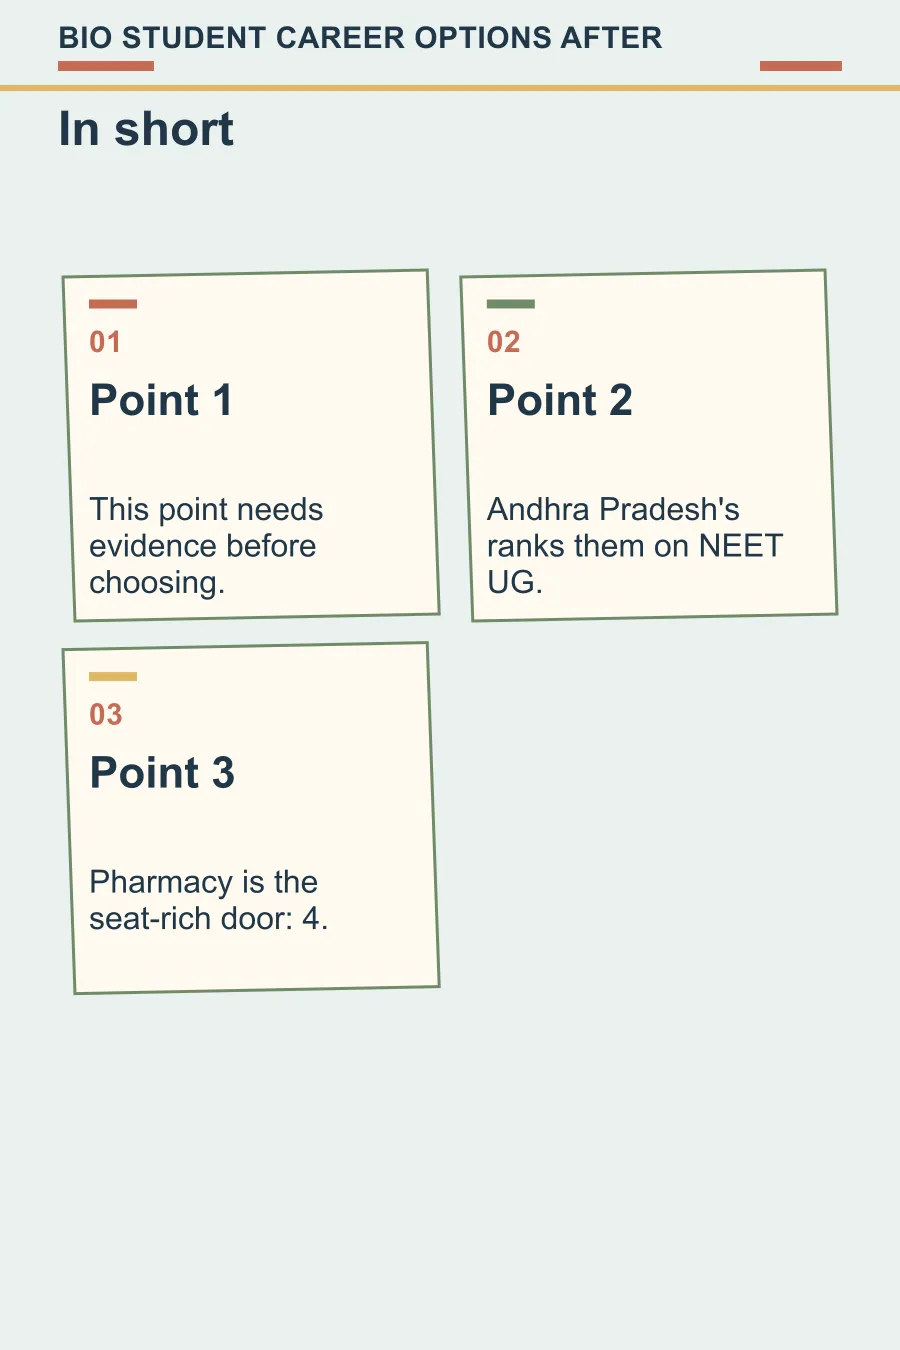 BIO STUDENT CAREER OPTIONS AFTER
In short
01
Point 1
This point needs
evidence before
choosing.
02
Point 2
Andhra Pradesh's
ranks them on NEET
UG.
03
Point 3
Pharmacy is the
seat-rich door: 4.